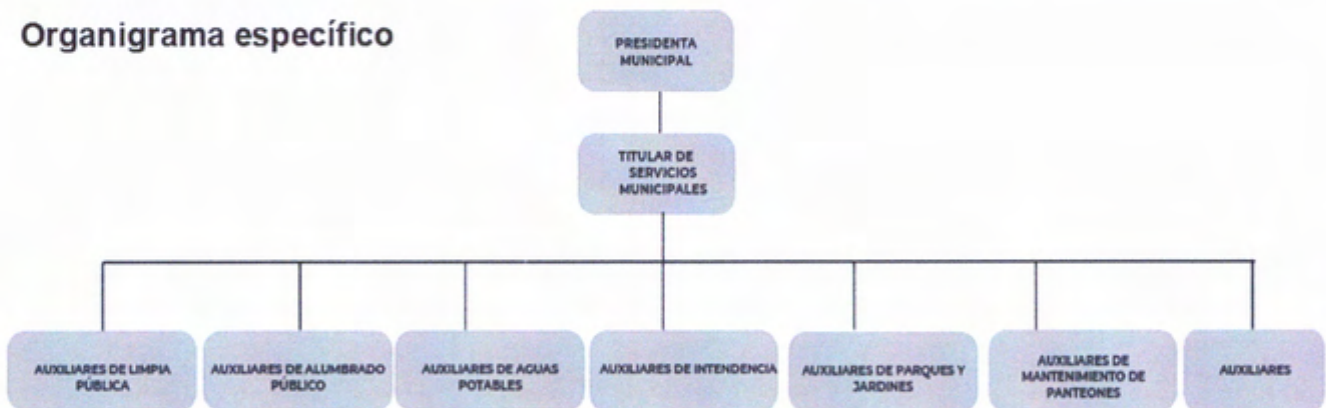 Organigrama específico
PRESIDENTA
MUNICIPAL
TITULAR DE
SERVICIOS
MUNICIPALES
AUXILIARES DE LIMPIA
PÚBLICA
AUXILIARES DE ALUMBRADO
PÚBLICO
AUXILIARES DE AGUAS
POTABLES
AUXILIARES DE INTENDENCIA
AUXILIARES DE PARQUES Y
JARDINES
AUXILIARES DE
MANTENIMIENTO DE
PANTEONES
AUXILIARES